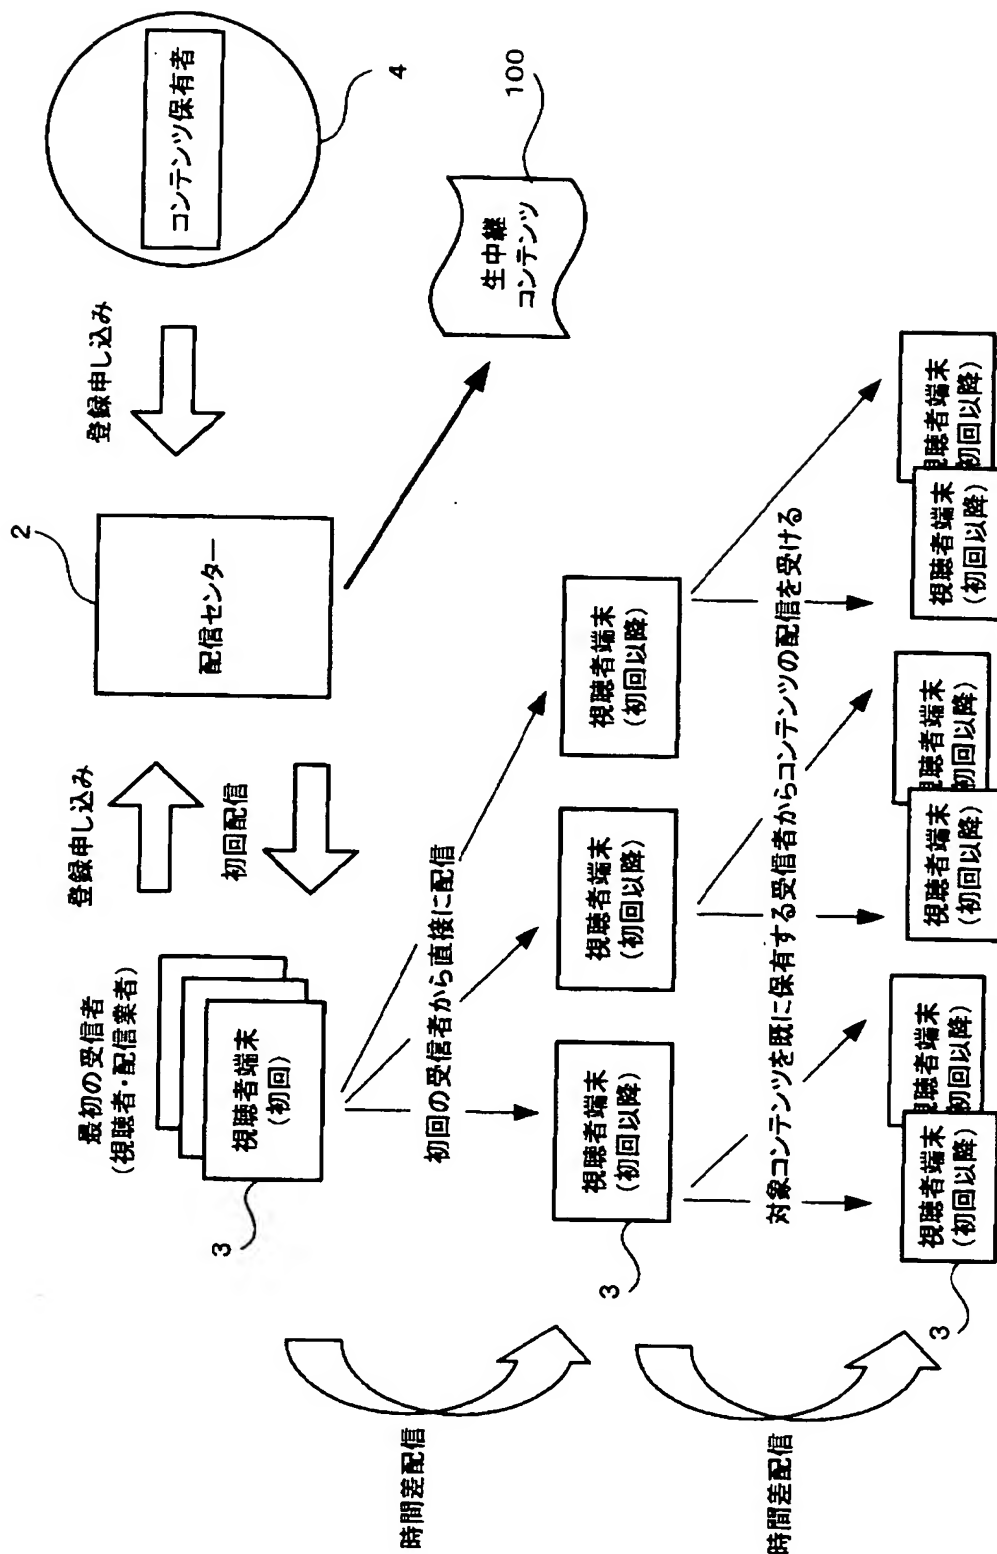 最初の受信者
(視聴者・配信業者)
視聴者端末
(初回)
3
登録申し込み
初回配信
2
配信センター
登録申し込み
コンテンツ保有者
4
生中継
コンテンツ
100
時間差配信
初回の受信者から直接に配信
視聴者端末
(初回以降)
視聴者端末
(初回以降)
視聴者端末
(初回以降)
3
時間差配信
対象コンテンツを既に保有する受信者からコンテンツの配信を受ける
視聴者端末
(初回以降)
視聴者端末
初回以降)
視聴者端末
(初回以降)
視聴者端末
初回以降)
視聴者端末
(初回以降)
視聴者端末
初回以降)
3